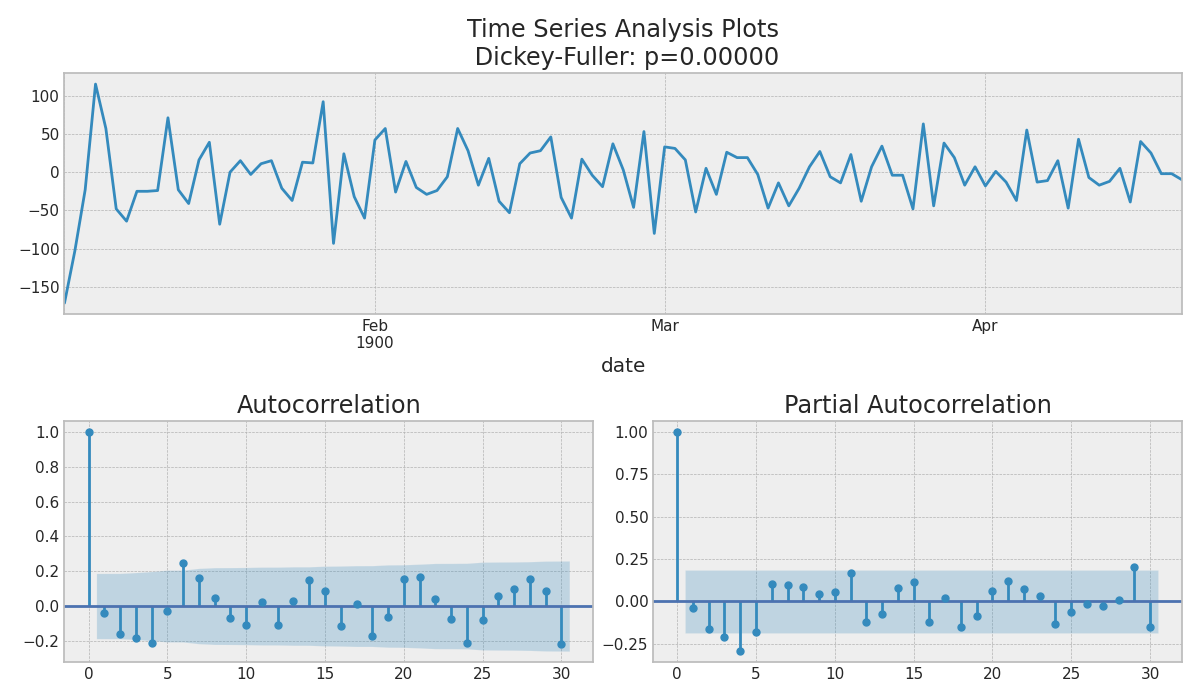 Time Series Analysis Plots
Dickey-Fuller: p=0.00000
100
50
0
−50
−100
−150
Feb
1900
Mar
Apr
date
Autocorrelation
1.0
0.8
0.6
0.4
0.2
0.0
−0.2
0 5 10 15 20 25 30
Partial Autocorrelation
1.00
0.75
0.50
0.25
0.00
−0.25
0 5 10 15 20 25 30